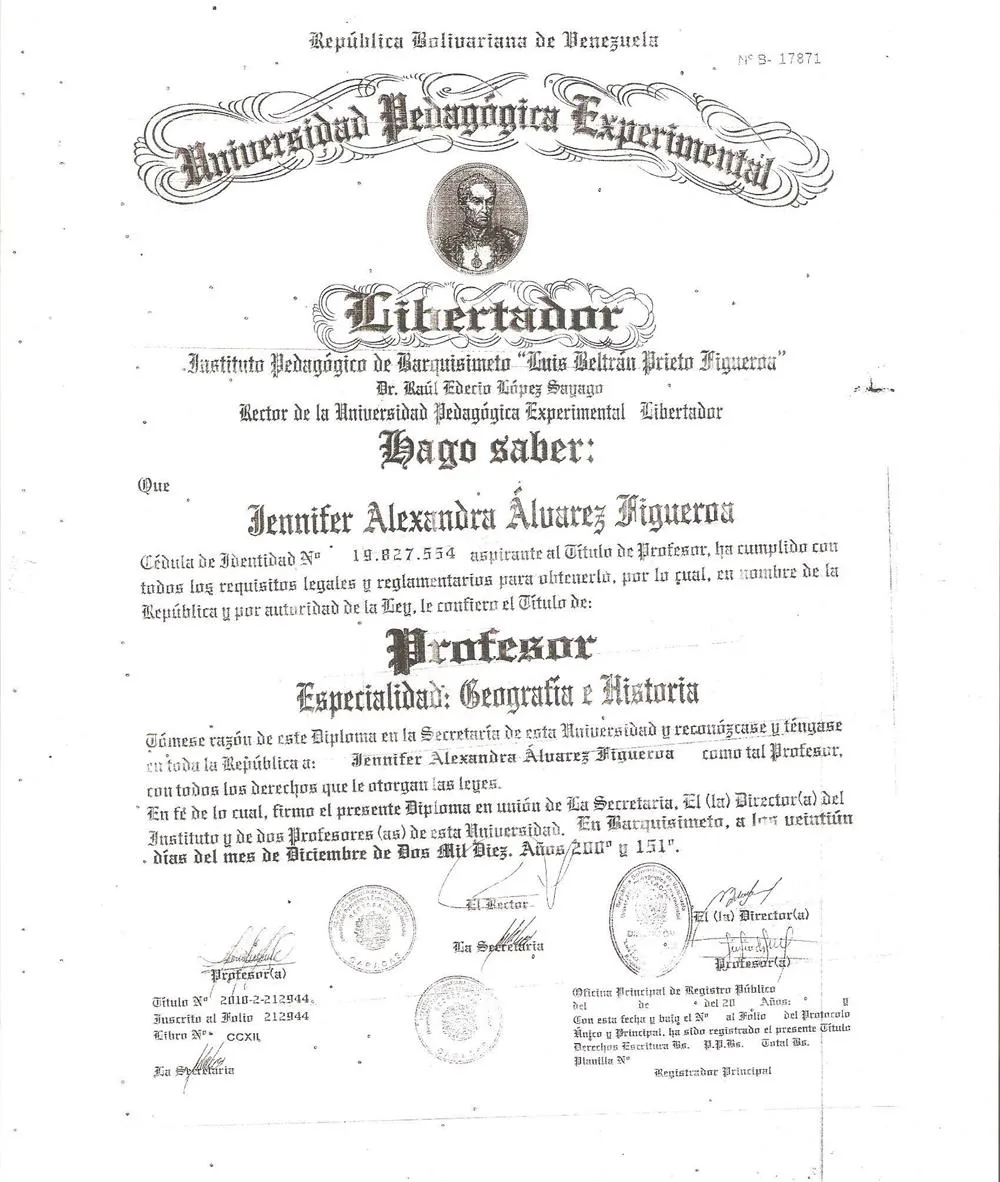 República Bolivariana de Venezuela
Nº B- 17871
Universidad Pedagógica Experimental
Libertador
Instituto Pedagógico de Barquisimeto "Luis Beltrán Prieto Figueroa"
Dr. Raúl Edecio López Sayago
Rector de la Universidad Pedagógica Experimental Libertador
Hago saber:
Que
Jennifer Alexandra Álvarez Figueroa
Cédula de Identidad Nº 19.827.554 aspirante al Título de Profesor, ha cumplido con
todos los requisitos legales y reglamentarios para obtenerlo, por lo cual, en nombre de la
República y por autoridad de la Ley, le confiero el Título de:
Profesor
Especialidad: Geografía e Historia
Tómese razón de este Diploma en la Secretaría de esta Universidad y reconózcase y téngase
en toda la República a: Jennifer Alexandra Álvarez Figueroa como tal Profesor,
con todos los derechos que le otorgan las leyes.
En fé de lo cual, firmo el presente Diploma en unión de La Secretaria, El (la) Director(a) del
Instituto y de dos Profesores (as) de esta Universidad. En Barquisimeto, a los veintiún
días del mes de Diciembre de Dos Mil Diez. Años 200º y 151º.
El Rector
El (la) Director(a)
La Secretaria
Profesor(a)
Profesor(a)
Título Nº 2010-2-212944
Inscrito al Folio 212944
Libro Nº CCXII
La Secretaria
Oficina Principal de Registro Público
del de del 20 Años: º y
Con esta fecha y bajo el Nº al Folio del Protocolo
Único y Principal, ha sido registrado el presente Título
Derechos Escritura Bs. P.P.Bs. Total Bs.
Planilla Nº
Registrador Principal